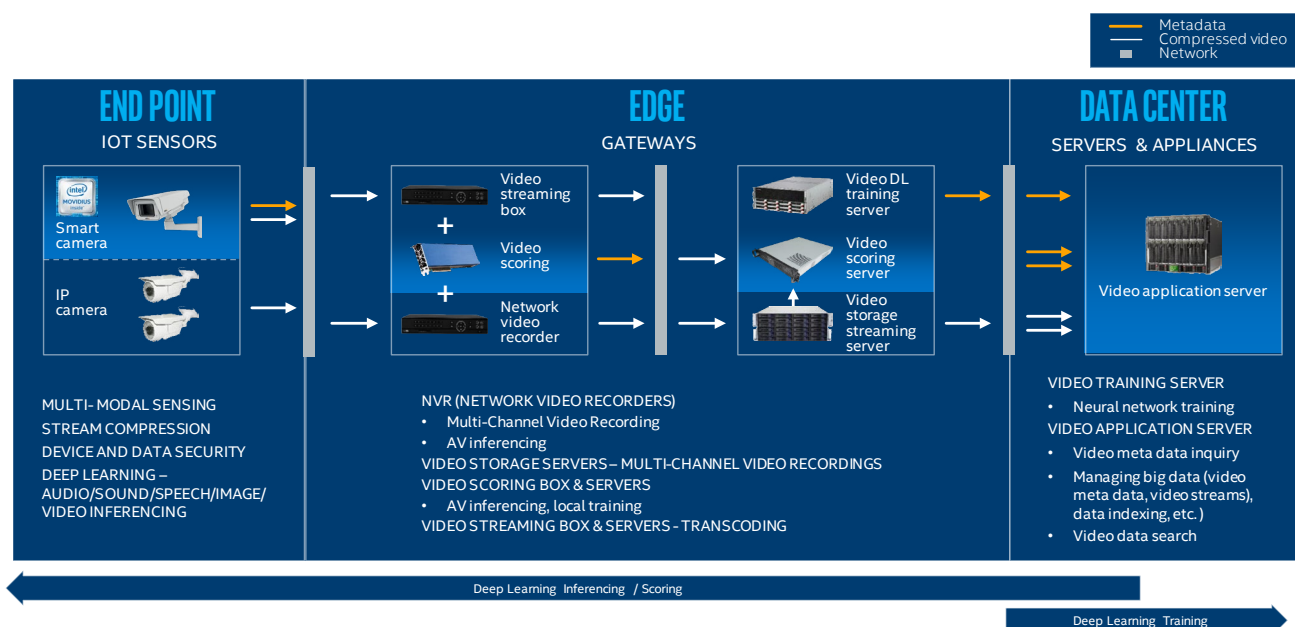 Metadata
Compressed video
Network
END POINT
IOT SENSORS
intel
MOVIDIUS
Smart
camera
IP
camera
MULTI-MODAL SENSING
STREAM COMPRESSION
DEVICE AND DATA SECURITY
DEEP LEARNING –
AUDIO/SOUND/SPEECH/IMAGE/
VIDEO INFERENCING
EDGE
GATEWAYS
Video
streaming
box
+
Video
scoring
+
Network
video
recorder
Video DL
training
server
Video
scoring
server
Video
storage
streaming
server
NVR (NETWORK VIDEO RECORDERS)
• Multi-Channel Video Recording
• AV inferencing
VIDEO STORAGE SERVERS – MULTI-CHANNEL VIDEO RECORDINGS
VIDEO SCORING BOX & SERVERS
• AV inferencing, local training
VIDEO STREAMING BOX & SERVERS - TRANSCODING
DATA CENTER
SERVERS & APPLIANCES
Video application server
VIDEO TRAINING SERVER
• Neural network training
VIDEO APPLICATION SERVER
• Video meta data inquiry
• Managing big data (video
meta data, video streams),
data indexing, etc. )
• Video data search
Deep Learning Inferencing / Scoring
Deep Learning Training